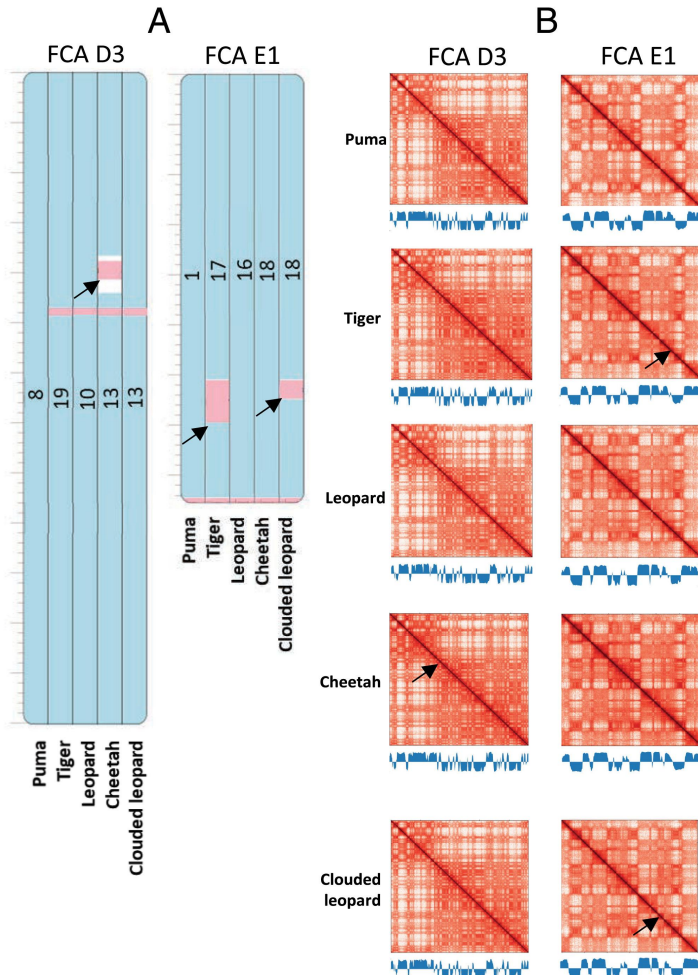 A
B
FCA D3
FCA E1
FCA D3
FCA E1
8
19
10
13
13
1
17
16
18
18
Puma
Tiger
Leopard
Cheetah
Clouded leopard
Puma
Tiger
Leopard
Cheetah
Clouded leopard
Puma
Tiger
Leopard
Cheetah
Clouded
leopard